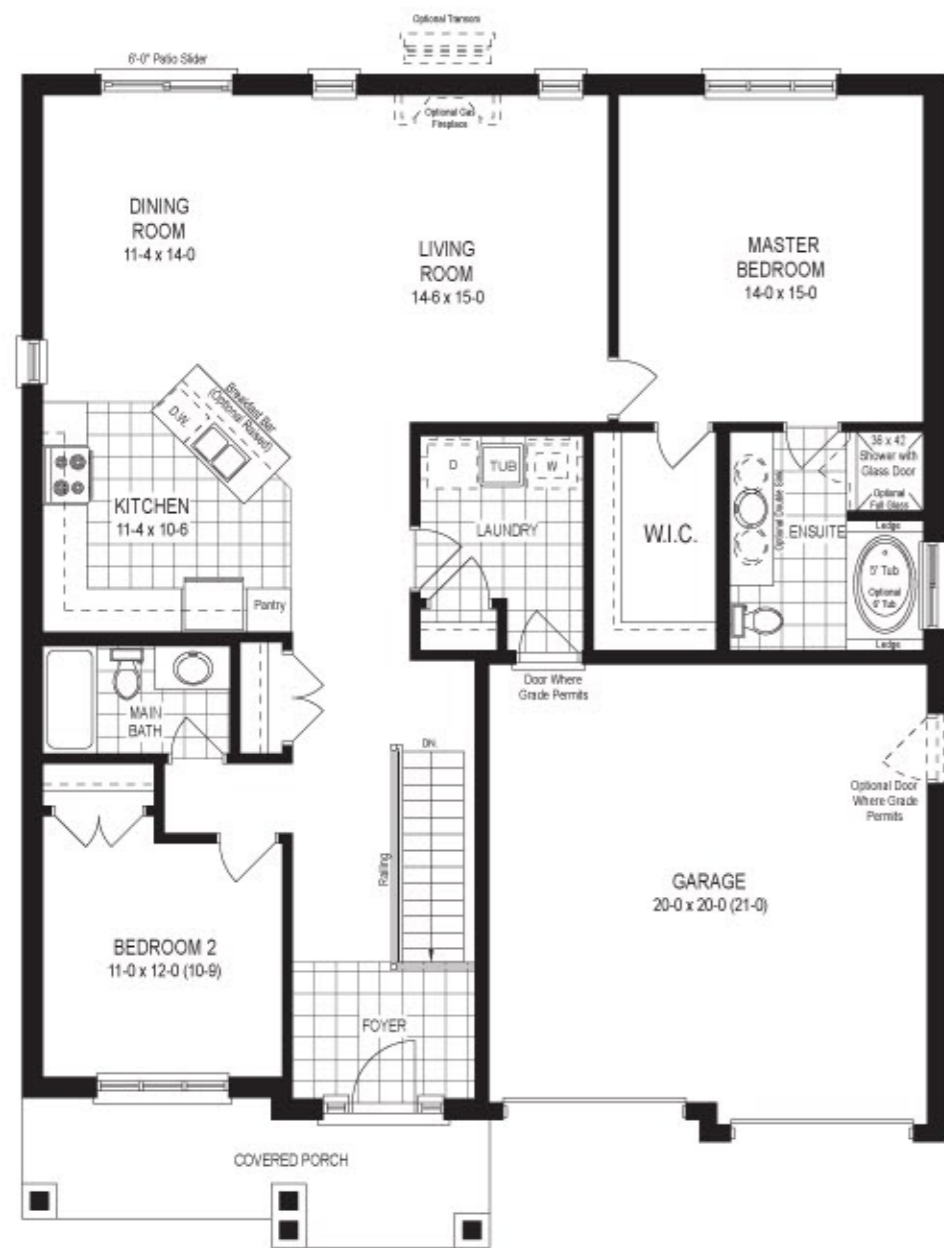 Optional Transom
6'-0" Patio Slider
Optional Gas
Fireplace
DINING
ROOM
11-4 x 14-0
LIVING
ROOM
14-6 x 15-0
MASTER
BEDROOM
14-0 x 15-0
Breakfast Bar
(Optional Raised)
D.W.
KITCHEN
11-4 x 10-6
Pantry
D
TUB
W
LAUNDRY
W.I.C.
36 x 42
Shower with
Glass Door
Optional
Full Glass
Optional Double Sink
ENSUITE
Ledge
5' Tub
Optional
6' Tub
Ledge
Door Where
Grade Permits
MAIN
BATH
DN.
Railing
Optional Door
Where Grade
Permits
GARAGE
20-0 x 20-0 (21-0)
BEDROOM 2
11-0 x 12-0 (10-9)
FOYER
COVERED PORCH